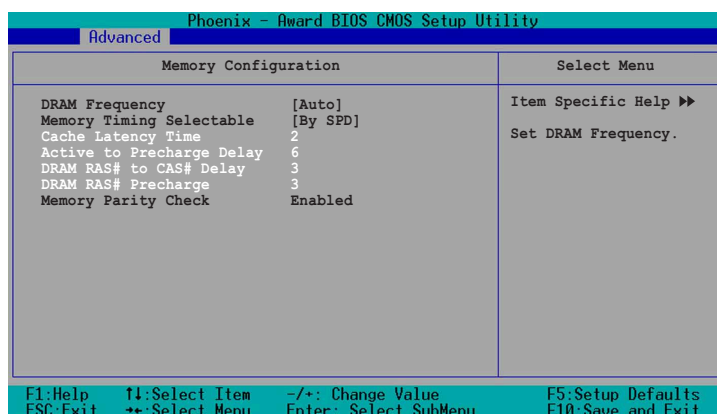 Phoenix - Award BIOS CMOS Setup Utility
Advanced
Memory Configuration
Select Menu
DRAM Frequency [Auto]
Memory Timing Selectable [By SPD]
Cache Latency Time 2
Active to Precharge Delay 6
DRAM RAS# to CAS# Delay 3
DRAM RAS# Precharge 3
Memory Parity Check Enabled
Item Specific Help ▶▶
Set DRAM Frequency.
F1:Help ↑↓:Select Item -/+: Change Value F5:Setup Defaults
ESC:Exit →←:Select Menu Enter: Select SubMenu F10:Save and Exit